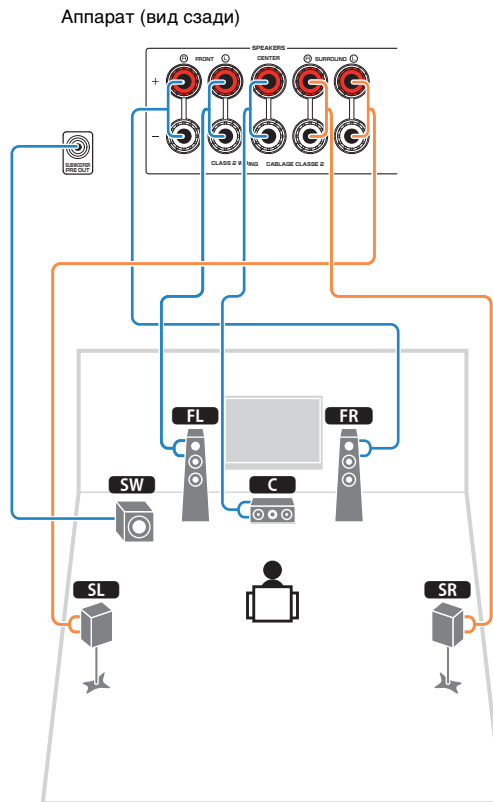 Аппарат (вид сзади)
SPEAKERS
R FRONT L CENTER R SURROUND L
+
–
SUBWOOFER
PRE OUT
CLASS 2 WIRING CABLAGE CLASSE 2
FL FR
SW C
SL SR